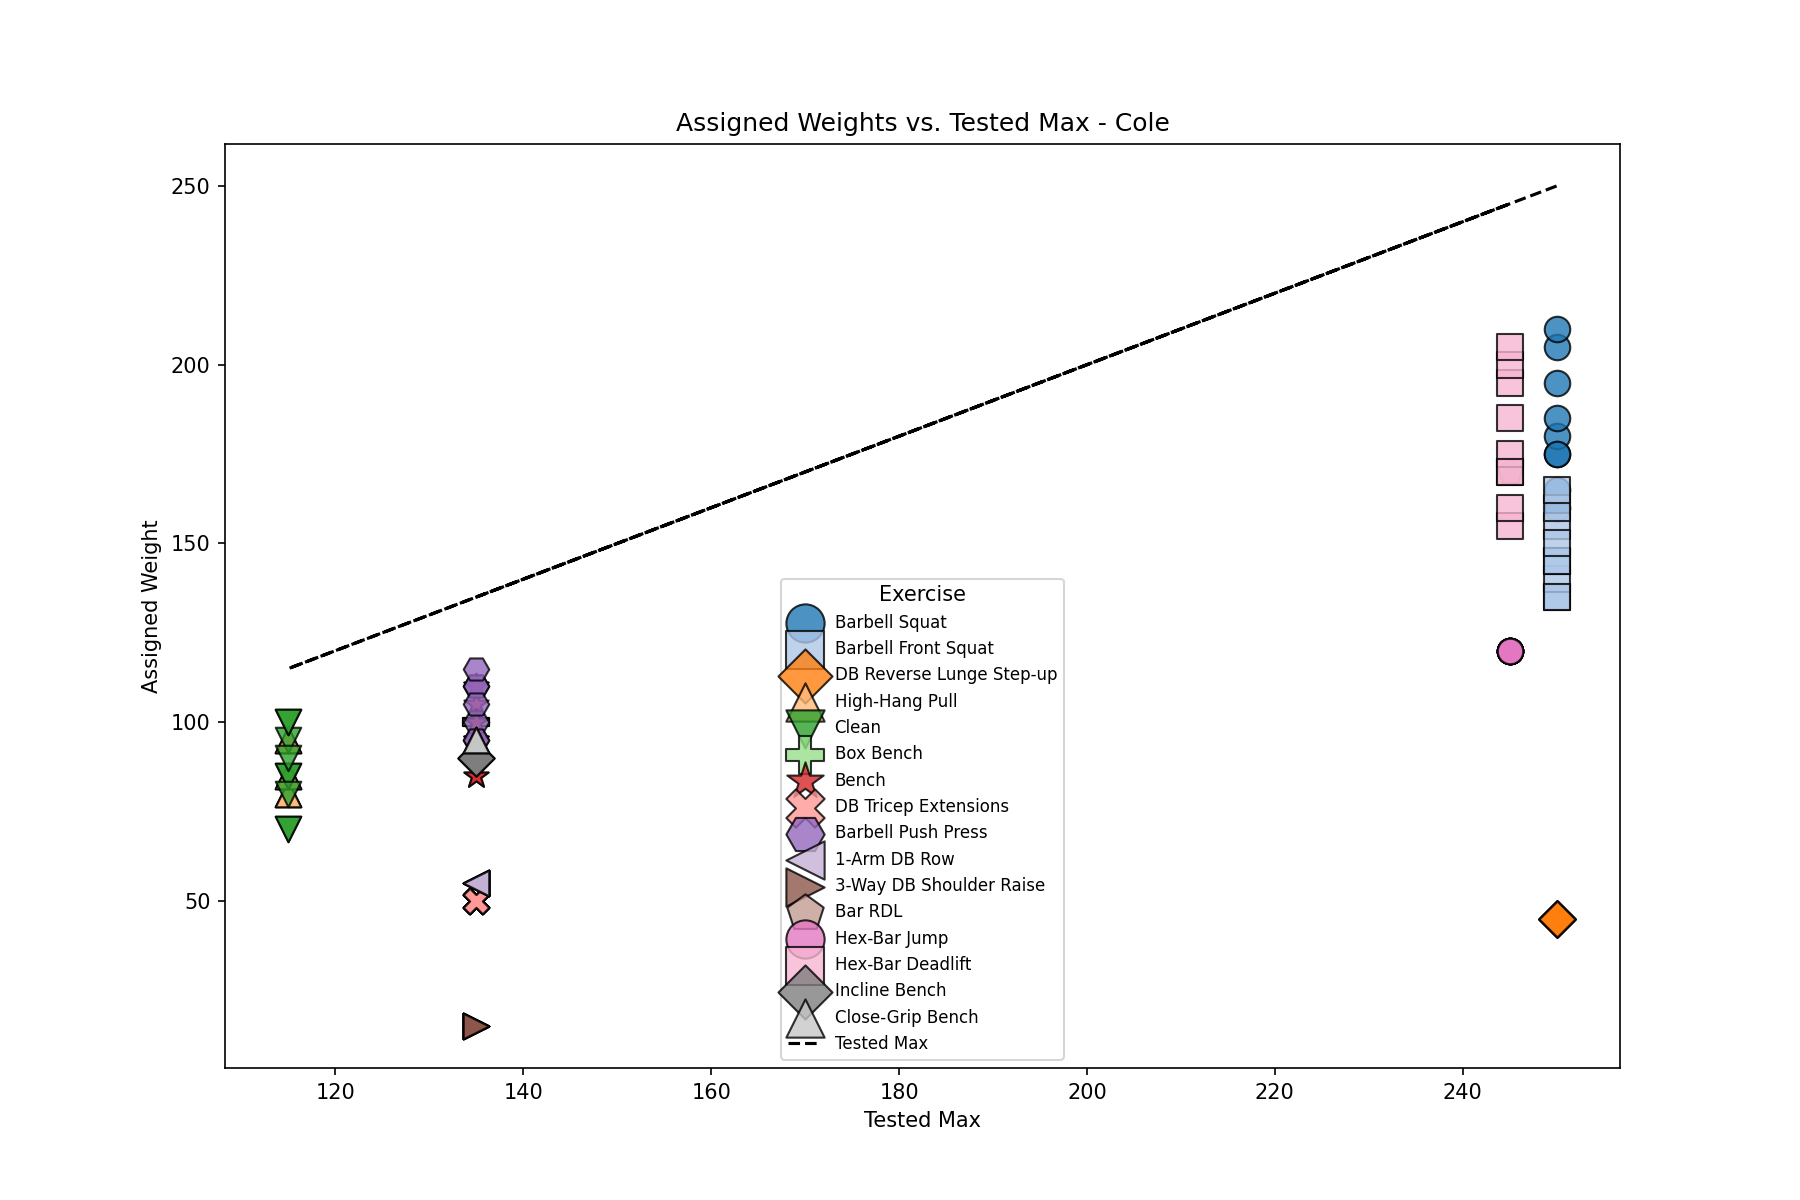 Assigned Weights vs. Tested Max - Cole
250
200
150
100
50
Assigned Weight
Exercise
Barbell Squat
Barbell Front Squat
DB Reverse Lunge Step-up
High-Hang Pull
Clean
Box Bench
Bench
DB Tricep Extensions
Barbell Push Press
1-Arm DB Row
3-Way DB Shoulder Raise
Bar RDL
Hex-Bar Jump
Hex-Bar Deadlift
Incline Bench
Close-Grip Bench
Tested Max
120 140 160 180 200 220 240
Tested Max